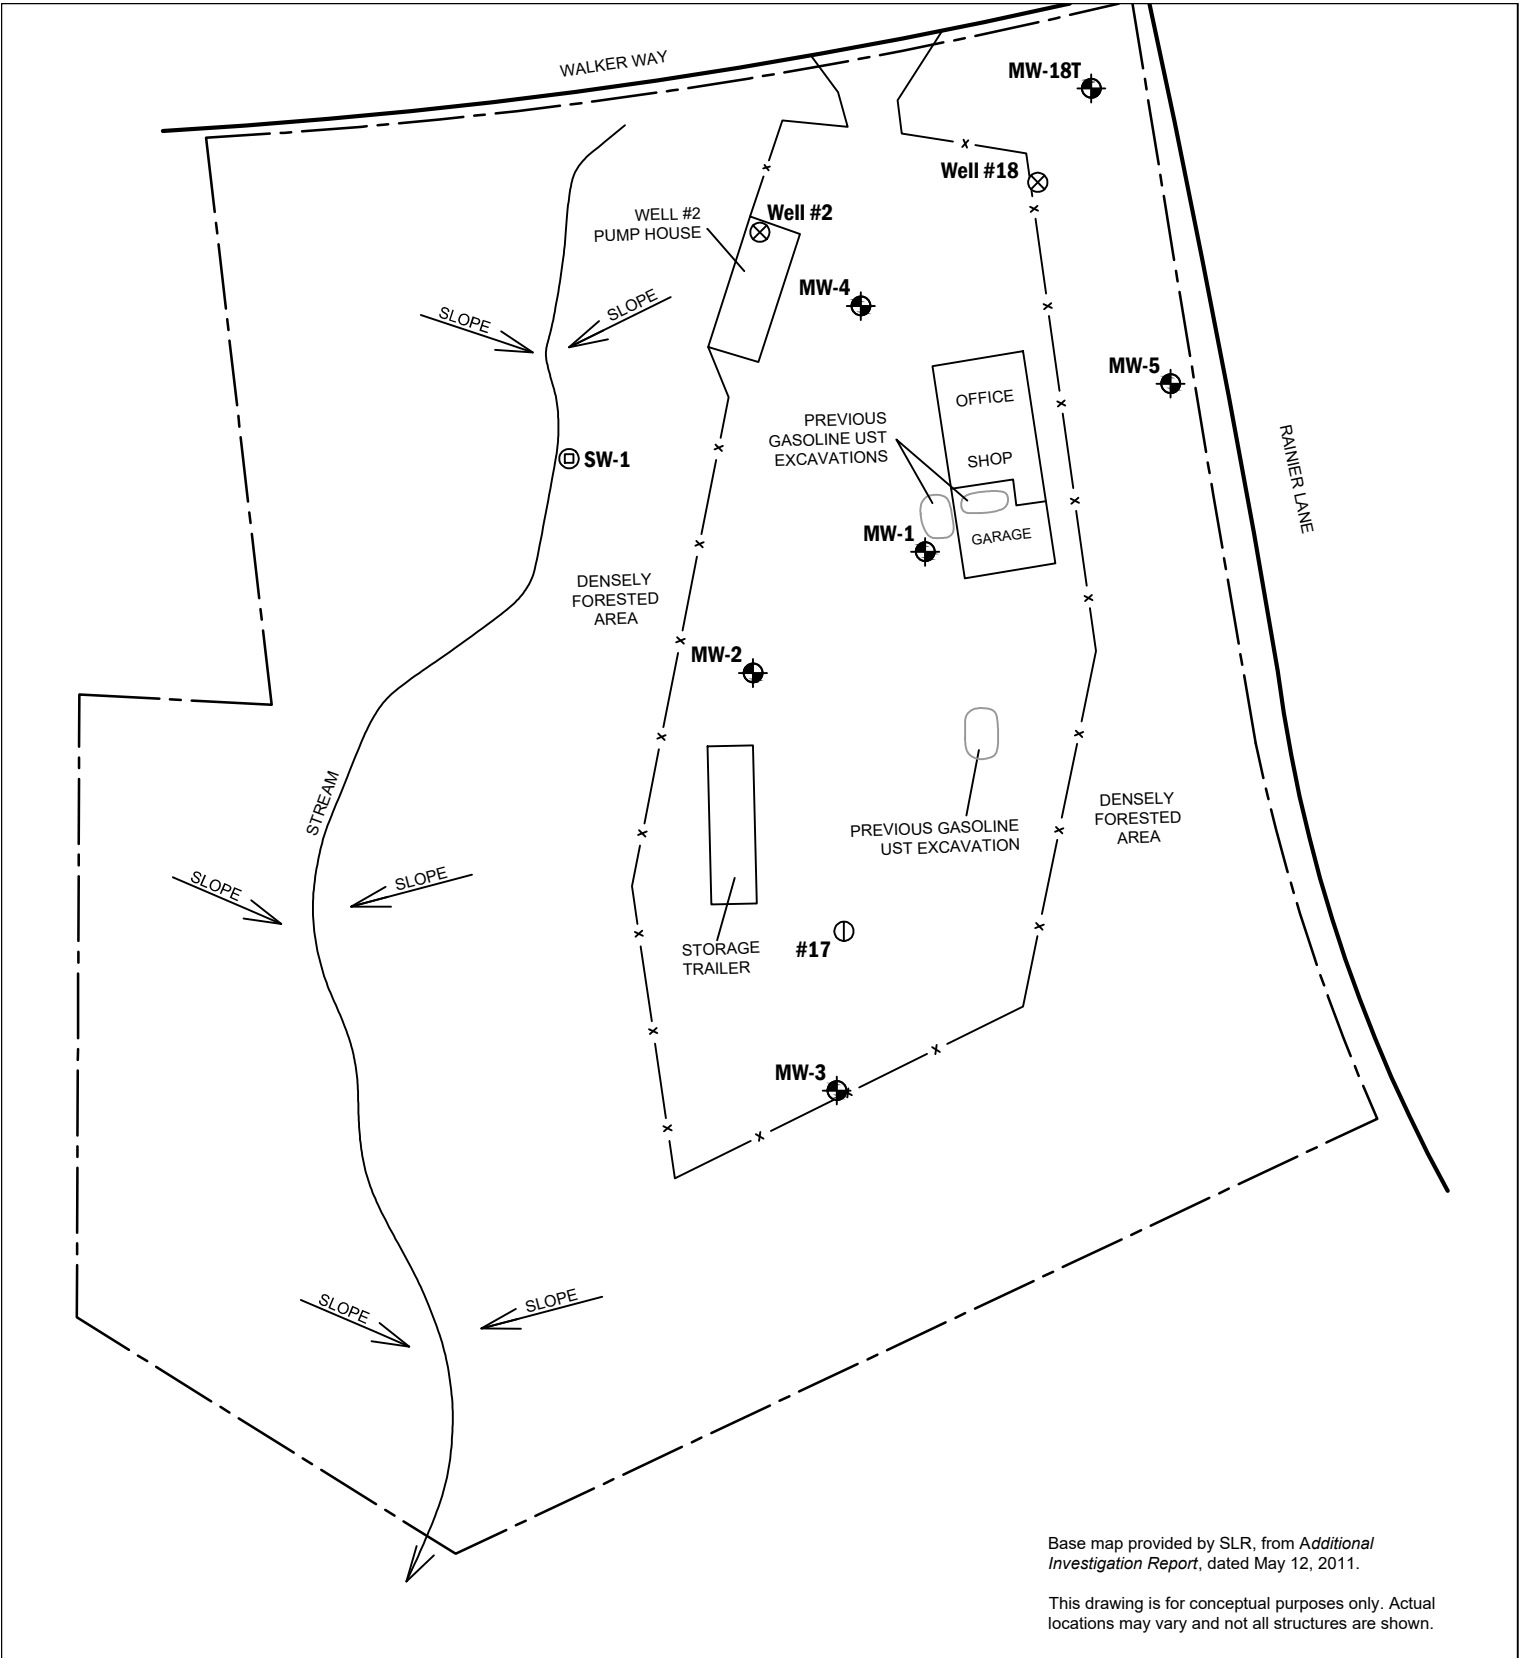 WALKER WAY
MW-18T
Well #18
WELL #2
PUMP HOUSE
Well #2
MW-4
SLOPE
SLOPE
MW-5
OFFICE
PREVIOUS
GASOLINE UST
EXCAVATIONS
SHOP
SW-1
RAINIER LANE
MW-1
GARAGE
DENSELY
FORESTED
AREA
MW-2
STREAM
PREVIOUS GASOLINE
UST EXCAVATION
DENSELY
FORESTED
AREA
SLOPE
SLOPE
STORAGE
TRAILER
#17
MW-3
SLOPE
SLOPE
Base map provided by SLR, from Additional
Investigation Report, dated May 12, 2011.
This drawing is for conceptual purposes only. Actual
locations may vary and not all structures are shown.